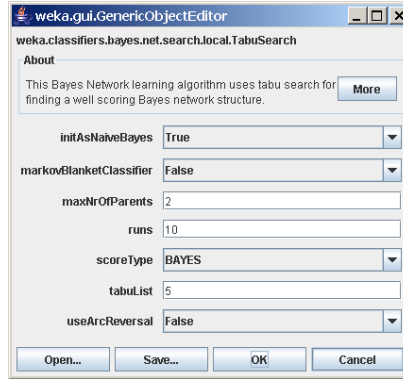 weka.gui.GenericObjectEditor
weka.classifiers.bayes.net.search.local.TabuSearch
About
This Bayes Network learning algorithm uses tabu search for
finding a well scoring Bayes network structure.
More
initAsNaiveBayes True
markovBlanketClassifier False
maxNrOfParents 2
runs 10
scoreType BAYES
tabuList 5
useArcReversal False
Open... Save... OK Cancel